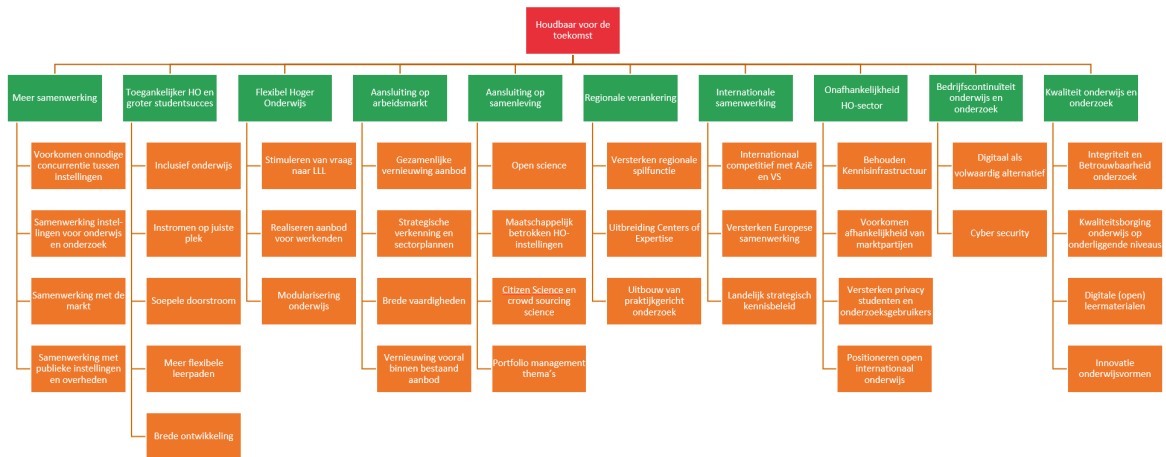 Houdbaar voor de
toekomst
Meer samenwerking
Voorkomen onnodige
concurrentie tussen
instellingen
Samenwerking instel-
lingen voor onderwjs
en onderzoek
Samenwerking met de
markt
Samenwerking met
publieke instellingen
en overheden
Toegankelijker HO en
groter studentsucces
Inclusief onderwijs
Instromen op juiste
plek
Soepele doorstroom
Meer flexibele
leerpaden
Brede ontwikkeling
Flexibel Hoger
Onderwijs
Stimuleren van vraag
naar LLL
Realiseren aanbod
voor werkenden
Modularisering
onderwijs
Aansluiting op
arbeidsmarkt
Gezamenlijke
vernieuwing aanbod
Strategische
verkenning en
sectorplannen
Brede vaardigheden
Vernieuwing vooral
binnen bestaand
aanbod
Aansluiting op
samenleving
Open science
Maatschappelijk
betrokken HO-
instellingen
Citizen Science en
crowd sourcing
science
Portfolio management
thema's
Regionale verankering
Versterken regionale
spilfunctie
Uitbreiding Centers of
Expertise
Uitbouw van
praktijkgericht
onderzoek
Internationale
samenwerking
Internationaal
competitief met Azië
en VS
Versterken Europese
samenwerking
Landelijk strategisch
kennisbeleid
Onafhankelijkheid
HO-sector
Behouden
Kennisinfrastructuur
Voorkomen
afhankelijkheid van
marktpartijen
Versterken privacy
studenten en
onderzoeksgebruikers
Positioneren open
internationaal
onderwijs
Bedrijfscontinuïteit
onderwijs en
onderzoek
Digitaal als
volwaardig alternatief
Cyber security
Kwaliteit onderwijs en
onderzoek
Integriteit en
Betrouwbaarheid
onderzoek
Kwaliteitsborging
onderwijs op
onderliggende niveaus
Digitale (open)
leermaterialen
Innovatie
onderwijsvormen